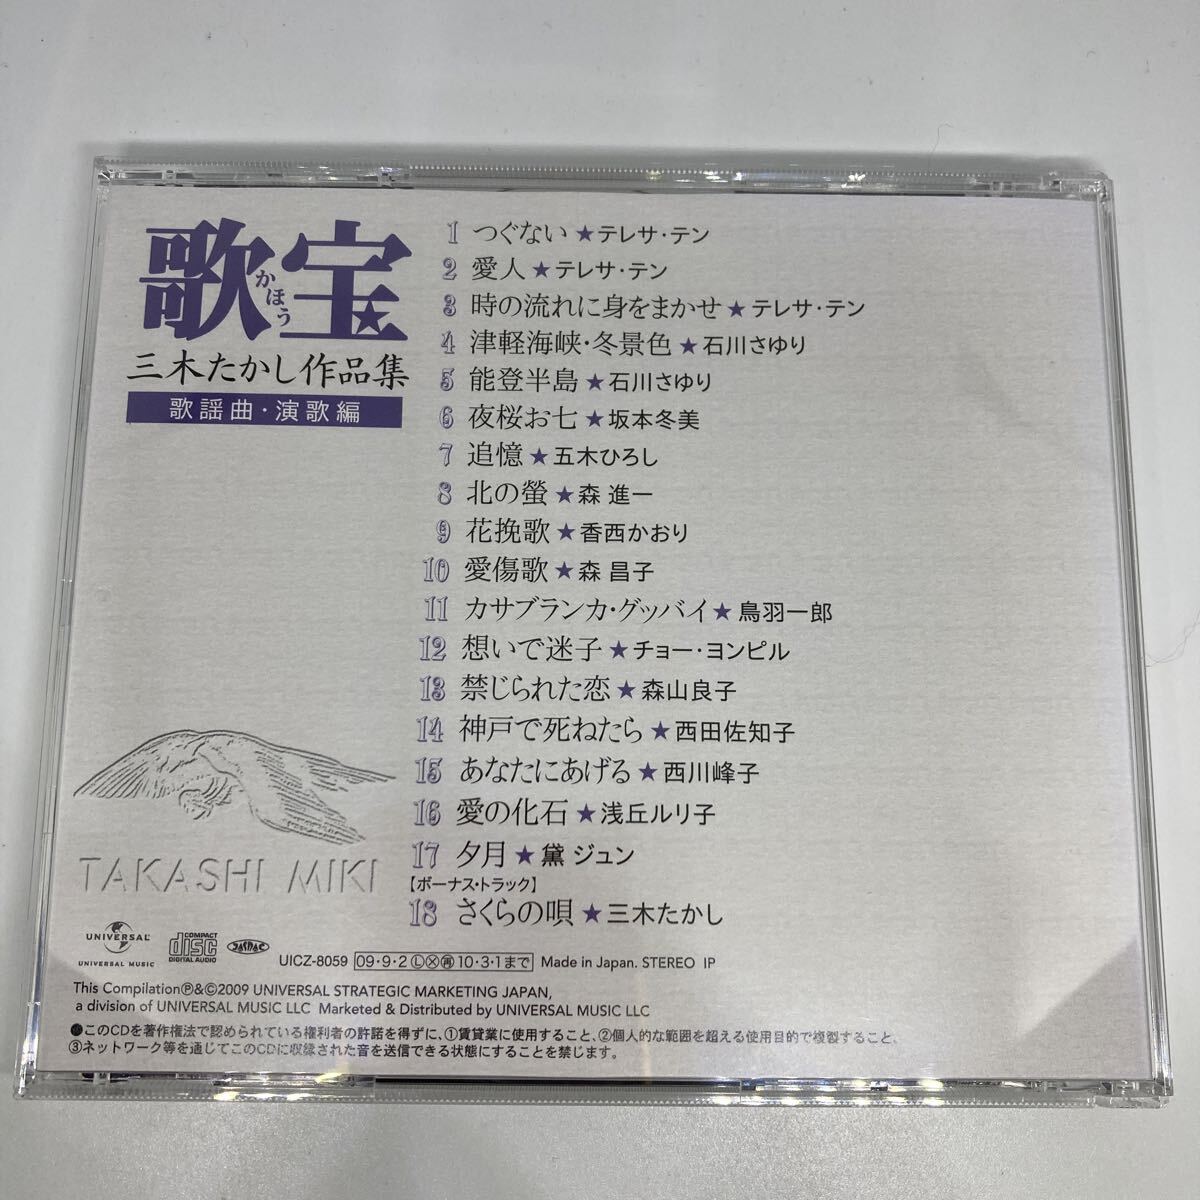 歌宝
かほう
三木たかし作品集
歌謡曲・演歌編
1 つぐない ★ テレサ・テン
2 愛人 ★ テレサ・テン
3 時の流れに身をまかせ ★ テレサ・テン
4 津軽海峡・冬景色 ★ 石川さゆり
5 能登半島 ★ 石川さゆり
6 夜桜お七 ★ 坂本冬美
7 追憶 ★ 五木ひろし
8 北の螢 ★ 森 進一
9 花挽歌 ★ 香西かおり
10 愛傷歌 ★ 森 昌子
11 カサブランカ・グッバイ ★ 鳥羽一郎
12 想いで迷子 ★ チョー・ヨンピル
13 禁じられた恋 ★ 森山良子
14 神戸で死ねたら ★ 西田佐知子
15 あなたにあげる ★ 西川峰子
16 愛の化石 ★ 浅丘ルリ子
17 夕月 ★ 黛 ジュン
【ボーナス・トラック】
18 さくらの唄 ★ 三木たかし
TAKASHI MIKI
UNIVERSAL
UNIVERSAL MUSIC
COMPACT
disc
DIGITAL AUDIO
JASRAC
UICZ-8059 09・9・2 Ⓛ Ⓧ ㊢ 10・3・1まで Made in Japan. STEREO IP
This CompilationⓅ&©2009 UNIVERSAL STRATEGIC MARKETING JAPAN,
a division of UNIVERSAL MUSIC LLC Marketed & Distributed by UNIVERSAL MUSIC LLC
●このCDを著作権法で認められている権利者の許諾を得ずに、①賃貸業に使用すること、②個人的な範囲を超える使用目的で複製すること、
③ネットワーク等を通じてこのCDに収録された音を送信できる状態にすることを禁じます。